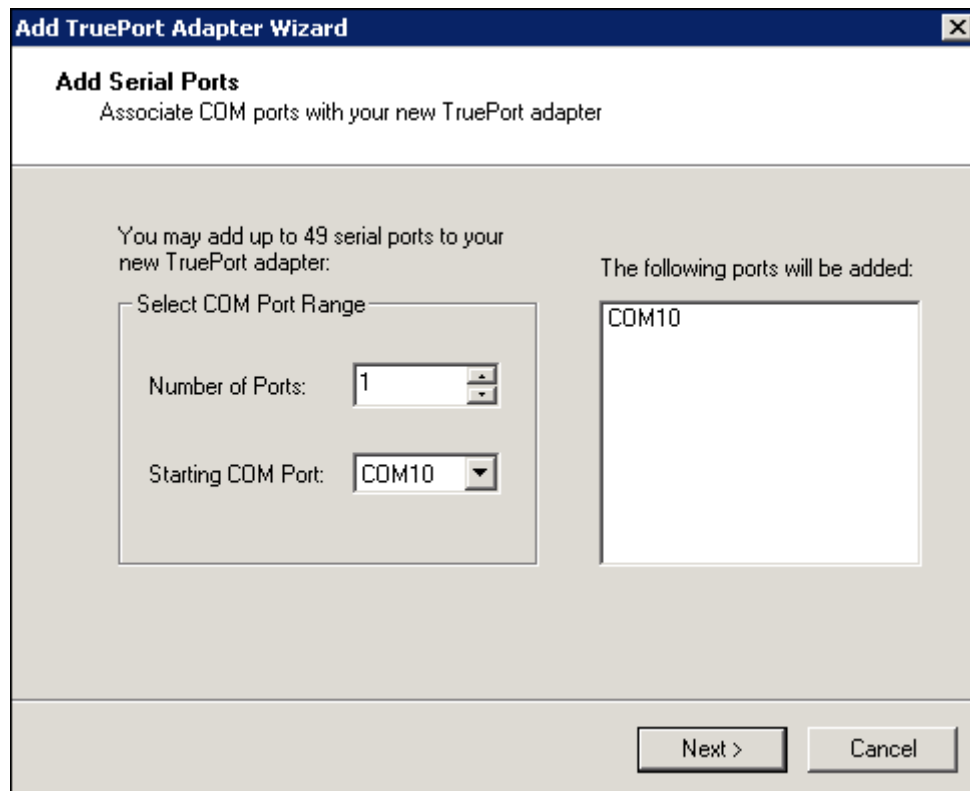 Add TruePort Adapter Wizard
Add Serial Ports
Associate COM ports with your new TruePort adapter
You may add up to 49 serial ports to your
new TruePort adapter:
Select COM Port Range
Number of Ports: 1
Starting COM Port: COM10
The following ports will be added:
COM10
Next >
Cancel